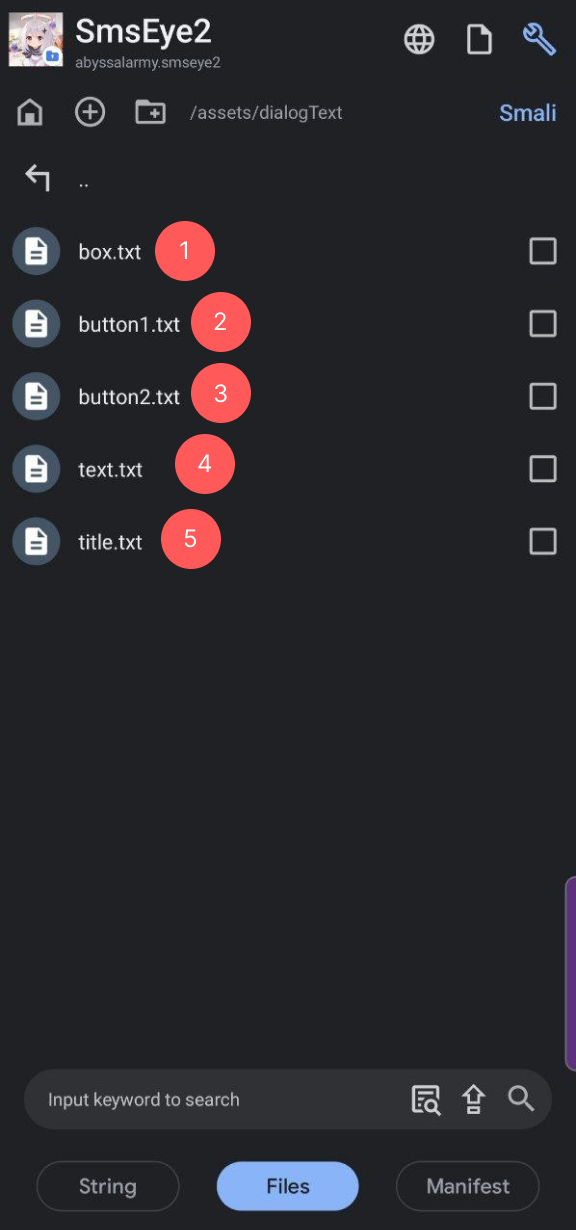 SmsEye2
abyssalarmy.smseye2
/assets/dialogText Smali
..
box.txt 1
button1.txt 2
button2.txt 3
text.txt 4
title.txt 5
Input keyword to search
String Files Manifest